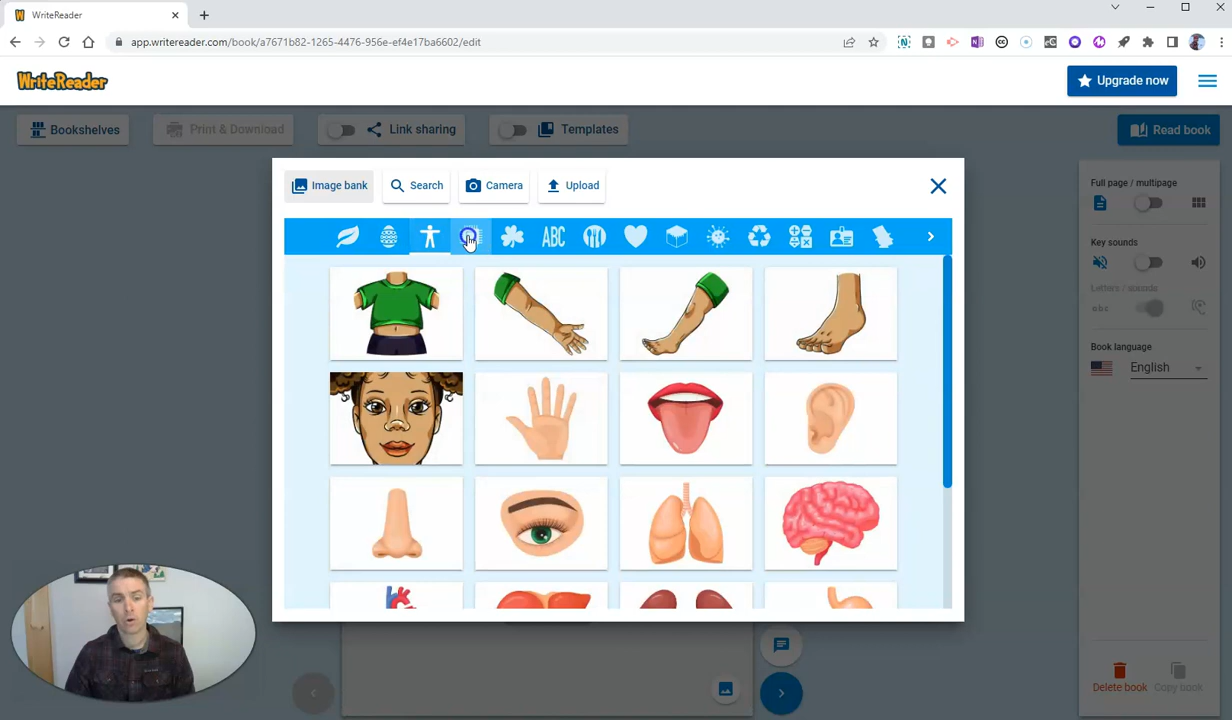 WriteReader
app.writereader.com/book/a7671b82-1265-4476-956e-ef4e17ba6602/edit
WriteReader
Upgrade now
Bookshelves
Print & Download
Link sharing
Templates
Read book
Image bank
Search
Camera
Upload
ABC
Full page / multipage
Key sounds
Letters / sounds
abc
Book language
English
Delete book
Copy book